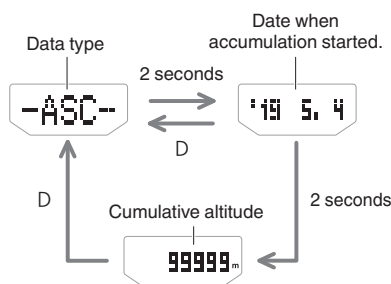 Date when
accumulation started.
Data type
2 seconds
-ASC-
'19 5. 4
D
D
2 seconds
Cumulative altitude
99999m